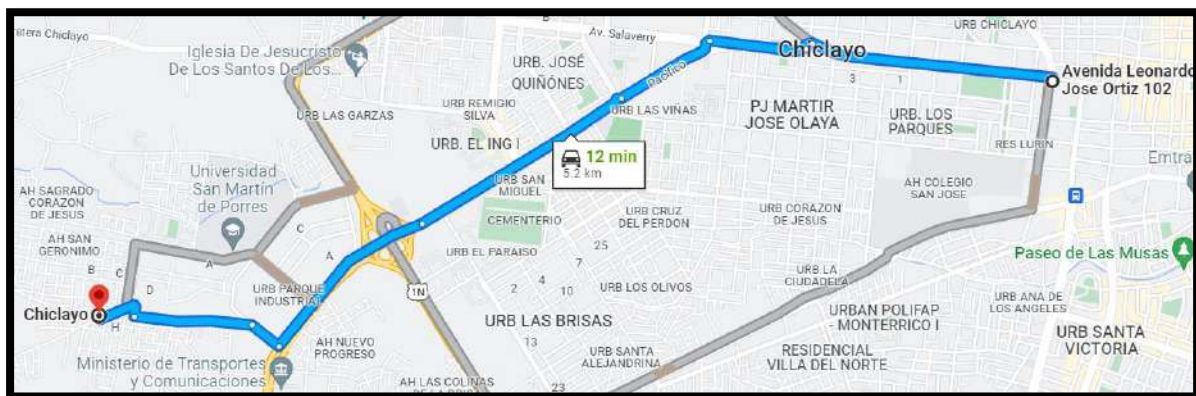 URB CHICLAYO
B
Av. Salaverry
Iglesia De Jesucristo
De Los Santos De Los...
Chiclayo
URB. JOSÉ
QUIÑONES
Pacífico
3
1
Avenida Leonardo
Jose Ortiz 102
URB REMIGIO
SILVA
URB LAS VIÑAS
URB LAS GARZAS
PJ MARTIR
JOSE OLAYA
URB. LOS
PARQUES
URB. EL ING I
RES LURIN
12 min
5.2 km
Universidad
San Martín
de Porres
AH SAGRADO
CORAZON
DE JESUS
URB SAN
MIGUEL
AH COLEGIO
SAN JOSE
CEMENTERIO
URB CRUZ
DEL PERDON
URB CORAZON
DE JESUS
C
AH SAN
GERONIMO
25
URB EL PARAISO
Paseo de Las Musas
A
A
B
C
7
D
4
2
10
URB LA
CIUDADELA
URB PARQUE
INDUSTRIAL
1N
URB LOS OLIVOS
URB ANA DE
LOS ANGELES
Chiclayo
H
URB LAS BRISAS
URBAN POLIFAP
- MONTERRICO I
URB SANTA
VICTORIA
AH NUEVO
PROGRESO
13
URB SANTA
ALEJANDRINA
RESIDENCIAL
VILLA DEL NORTE
Ministerio de Transportes
y Comunicaciones
AH LAS COLINAS
23